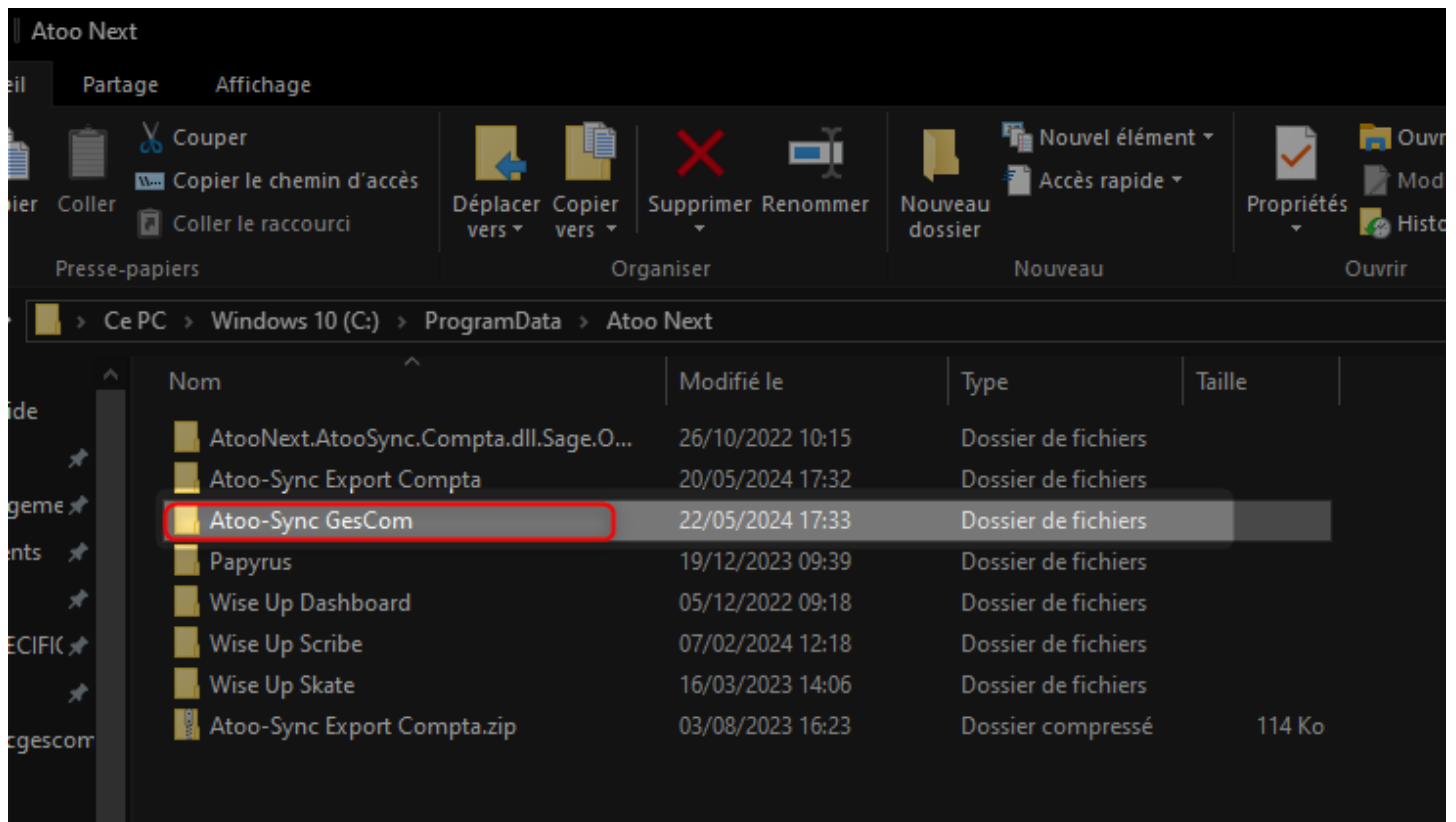 Atoo Next
Partage Affichage
Couper
Copier le chemin d'accès
Coller
Coller le raccourci
Déplacer vers
Copier vers
Supprimer
Renommer
Nouveau dossier
Nouvel élément
Accès rapide
Propriétés
Presse-papiers Organiser Nouveau Ouvrir
Ce PC > Windows 10 (C:) > ProgramData > Atoo Next
Nom Modifié le Type Taille
AtooNext.AtooSync.Compta.dll.Sage.O... 26/10/2022 10:15 Dossier de fichiers
Atoo-Sync Export Compta 20/05/2024 17:32 Dossier de fichiers
Atoo-Sync GesCom 22/05/2024 17:33 Dossier de fichiers
Papyrus 19/12/2023 09:39 Dossier de fichiers
Wise Up Dashboard 05/12/2022 09:18 Dossier de fichiers
Wise Up Scribe 07/02/2024 12:18 Dossier de fichiers
Wise Up Skate 16/03/2023 14:06 Dossier de fichiers
Atoo-Sync Export Compta.zip 03/08/2023 16:23 Dossier compressé 114 Ko